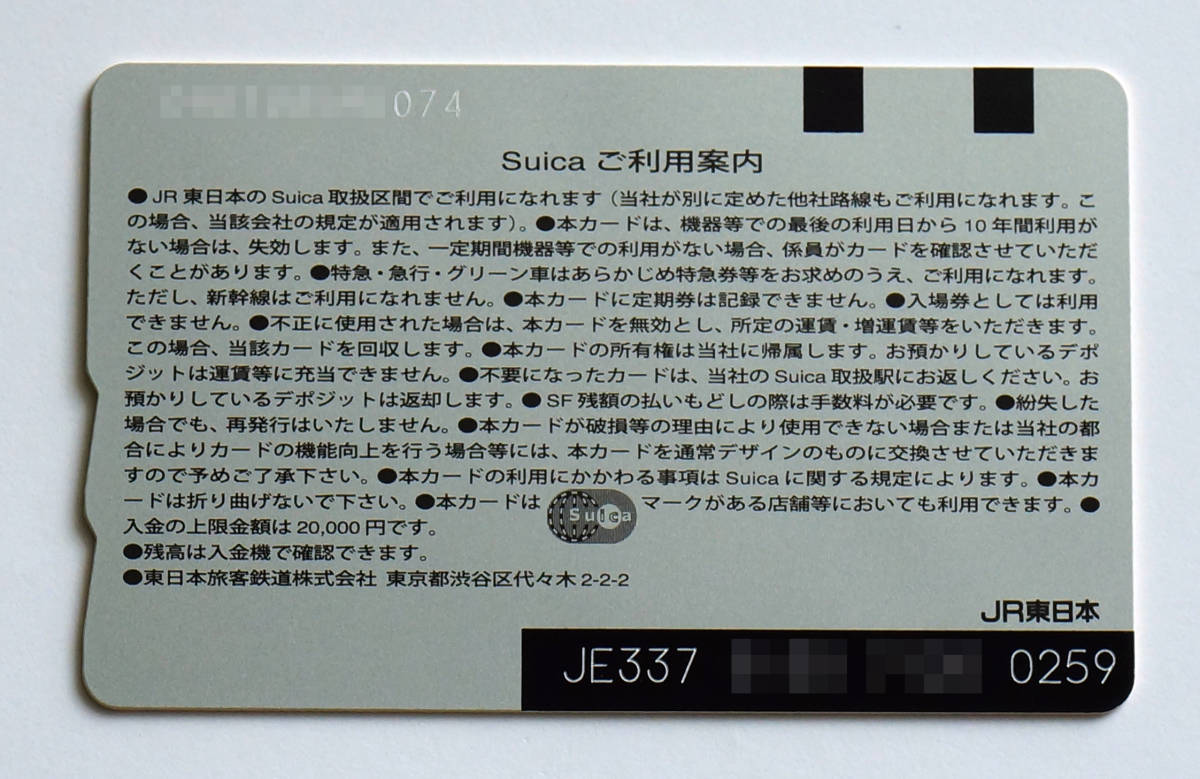 074
Suica ご利用案内
●JR東日本のSuica取扱区間でご利用になれます（当社が別に定めた他社路線もご利用になれます。こ
の場合、当該会社の規定が適用されます）。●本カードは、機器等での最後の利用日から10年間利用が
ない場合は、失効します。また、一定期間機器等での利用がない場合、係員がカードを確認させていただ
くことがあります。●特急・急行・グリーン車はあらかじめ特急券等をお求めのうえ、ご利用になれます。
ただし、新幹線はご利用になれません。●本カードに定期券は記録できません。●入場券としては利用
できません。●不正に使用された場合は、本カードを無効とし、所定の運賃・増運賃等をいただきます。
この場合、当該カードを回収します。●本カードの所有権は当社に帰属します。お預かりしているデポ
ジットは運賃等に充当できません。●不要になったカードは、当社のSuica取扱駅にお返しください。お
預かりしているデポジットは返却します。●SF残額の払いもどしの際は手数料が必要です。●紛失した
場合でも、再発行はいたしません。●本カードが破損等の理由により使用できない場合または当社の都
合によりカードの機能向上を行う場合等には、本カードを通常デザインのものに交換させていただきま
すので予めご了承下さい。●本カードの利用にかかわる事項はSuicaに関する規定によります。●本カ
ードは折り曲げないで下さい。●本カードは Suica マークがある店舗等においても利用できます。●
入金の上限金額は20,000円です。
●残高は入金機で確認できます。
●東日本旅客鉄道株式会社 東京都渋谷区代々木2-2-2
JR東日本
JE337 0259